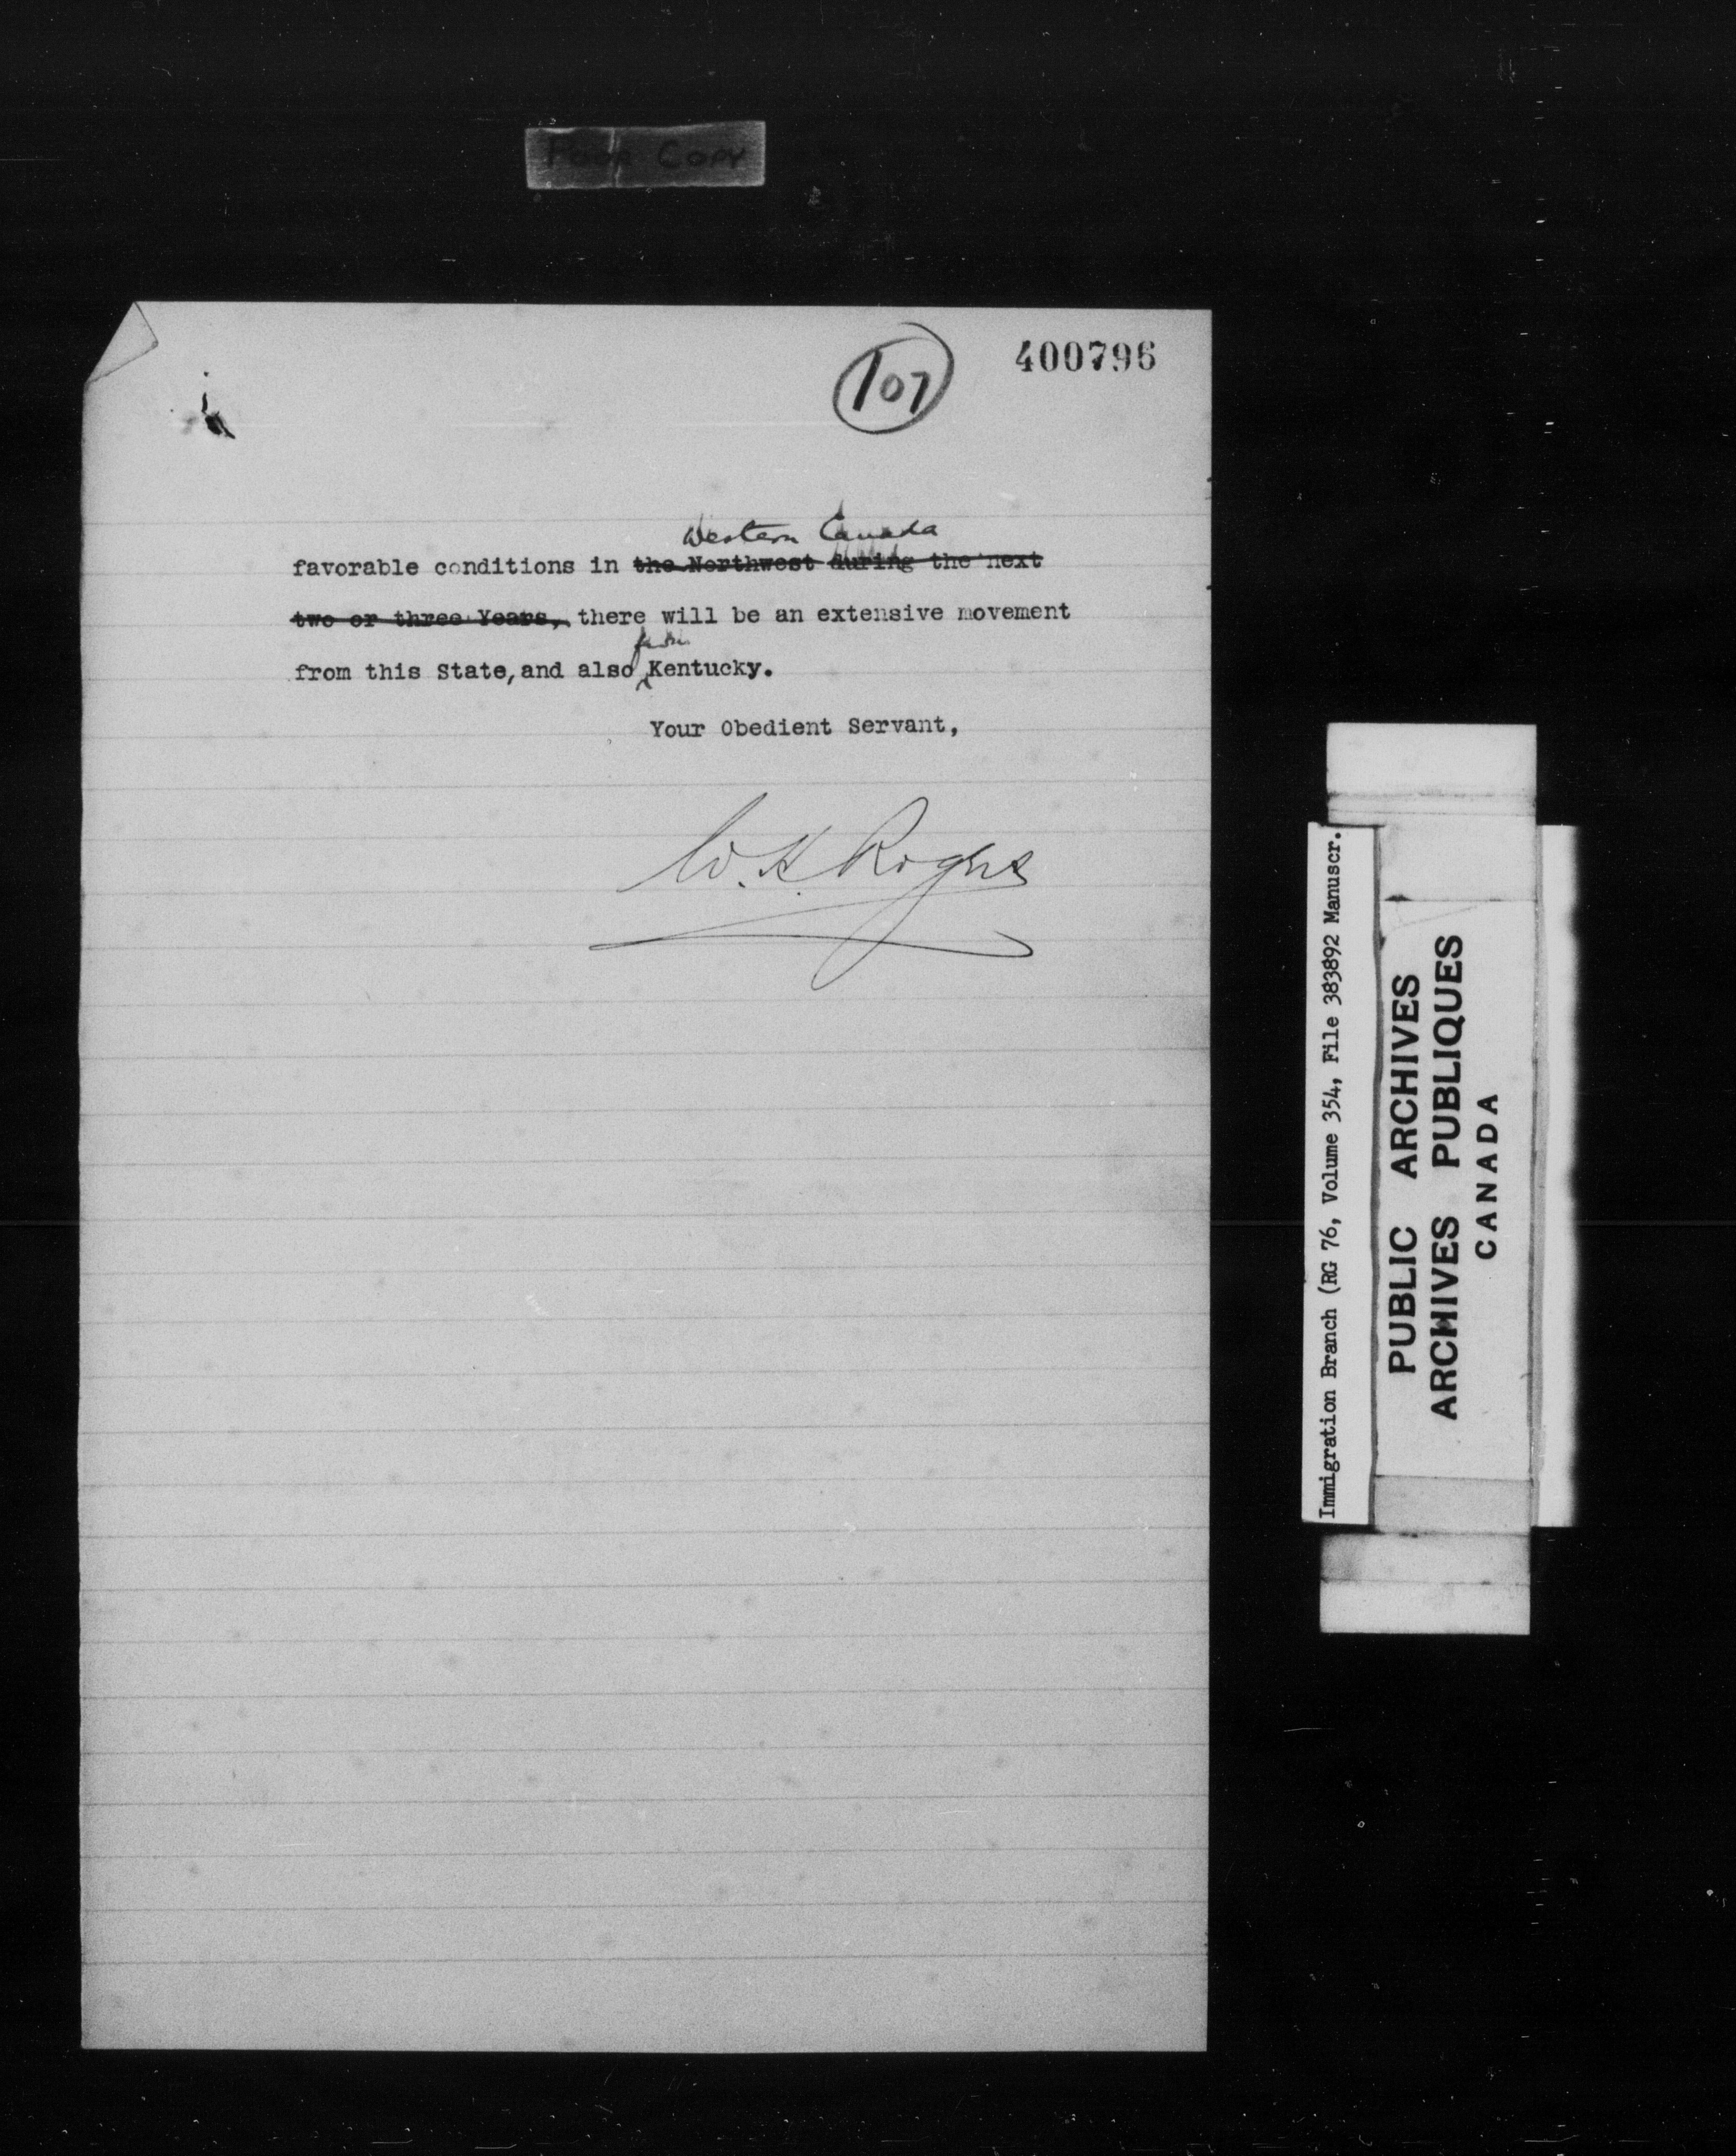 Poor Copy
107
400796
Western Canada
favorable conditions in the Northwest during the next
two or three Years, there will be an extensive movement
from
from this State, and also Kentucky.
Your Obedient Servant,
W. H. Rogers
Immigration Branch (RG 76, Volume 354, File 383892 Manuscr.
PUBLIC ARCHIVES
ARCHIVES PUBLIQUES
CANADA